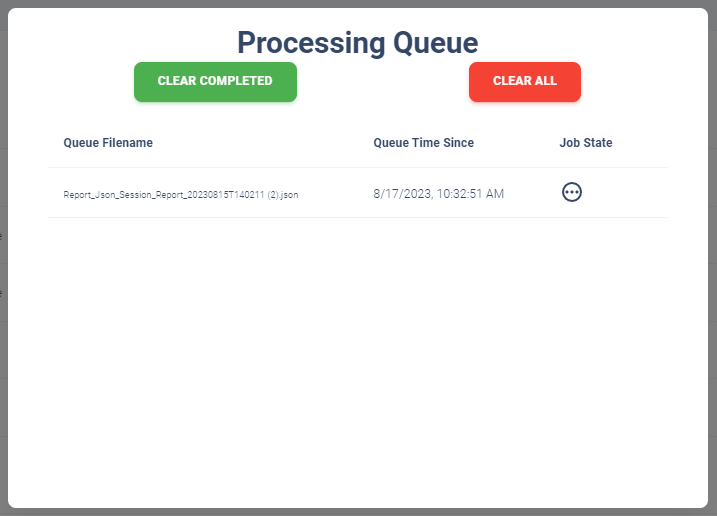 Processing Queue
CLEAR COMPLETED CLEAR ALL
Queue Filename Queue Time Since Job State
Report_Json_Session_Report_20230815T140211 (2).json 8/17/2023, 10:32:51 AM